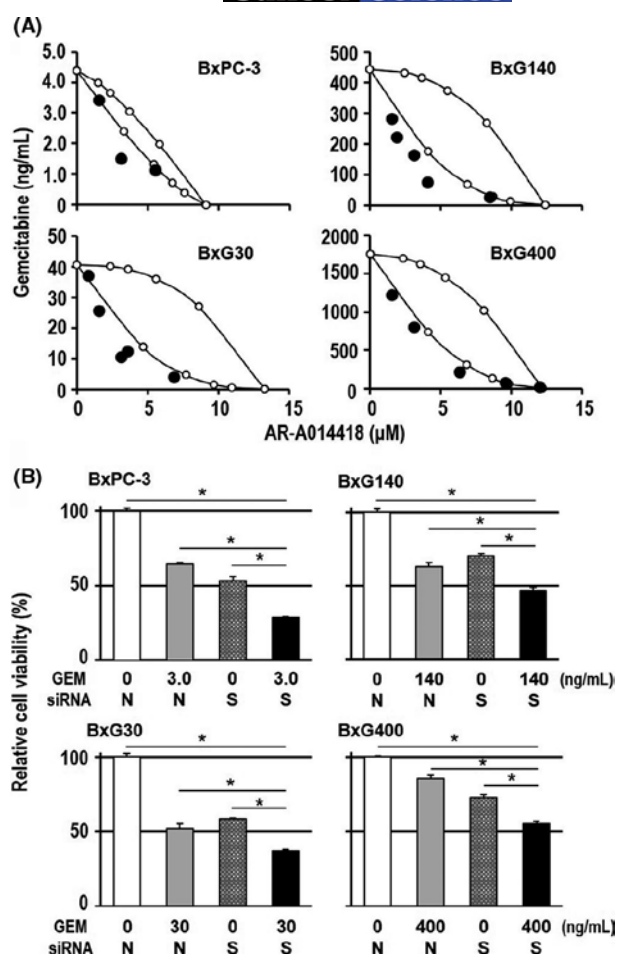 (A)
BxPC-3
BxG140
5.0
4.0
3.0
2.0
1.0
0.0
500
400
300
200
100
0
BxG30
BxG400
40
30
20
10
0
2000
1500
1000
500
0
0 5 10 15
0 5 10 15
Gemcitabine (ng/mL)
AR-A014418 (µM)
(B)
BxPC-3
BxG140
100
50
0
100
50
0
* * *
* * *
GEM 0 3.0 0 3.0
siRNA N N S S
0 140 0 140 (ng/mL)
N N S S
Relative cell viability (%)
BxG30
BxG400
100
50
0
100
50
0
* * *
* * *
GEM 0 30 0 30
siRNA N N S S
0 400 0 400 (ng/mL)
N N S S